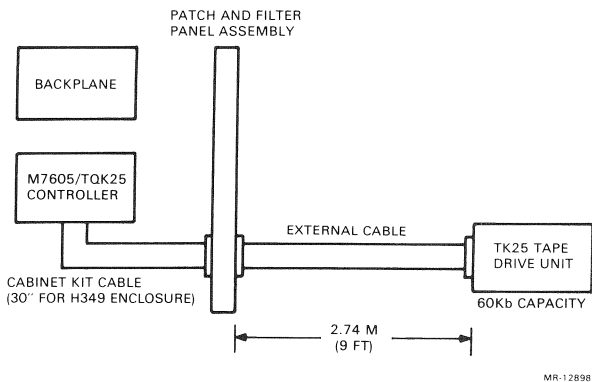 PATCH AND FILTER
PANEL ASSEMBLY
BACKPLANE
M7605/TQK25
CONTROLLER
EXTERNAL CABLE
TK25 TAPE
DRIVE UNIT
CABINET KIT CABLE
(30" FOR H349 ENCLOSURE)
60Kb CAPACITY
2.74 M
(9 FT)
MR-12898